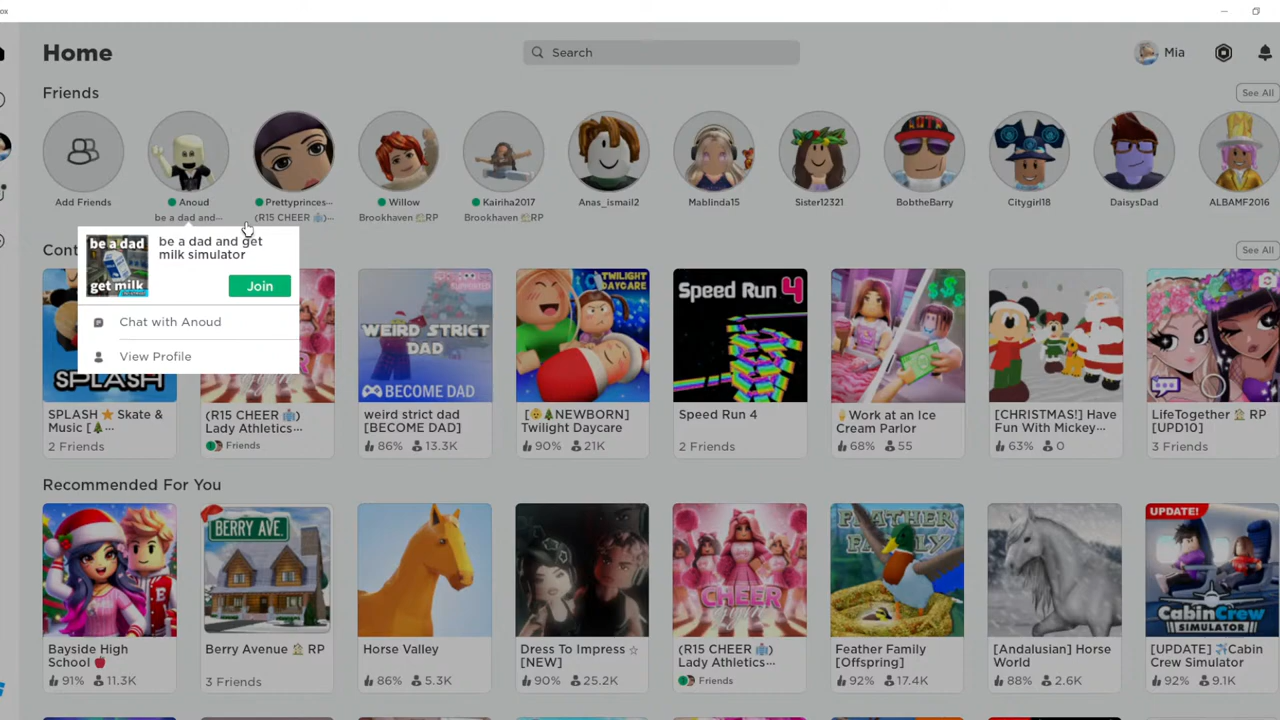 ox
Home
Search
Mia
Friends
See All
Add Friends
Anoud
be a dad and...
Prettyprinces...
(R15 CHEER 👯)...
Willow
Brookhaven 🏡RP
Kairiha2017
Brookhaven 🏡RP
Anas_ismail2
Mablinda15
Sister12321
BobtheBarry
Citygirl18
DaisysDad
ALBAMF2016
be a dad
get milk
be a dad and get
milk simulator
Join
Chat with Anoud
View Profile
Cont
See All
SPLASH
SPLASH ⭐ Skate &
Music [🎄...
2 Friends
(R15 CHEER 👯)
Lady Athletics...
Friends
SUPPORTED
WEIRD STRICT
DAD
BECOME DAD
weird strict dad
[BECOME DAD]
86% 13.3K
TWILIGHT
DAYCARE
[👶🎄NEWBORN]
Twilight Daycare
90% 21K
Speed Run 4
Speed Run 4
2 Friends
🍦Work at an Ice
Cream Parlor
68% 55
[CHRISTMAS!] Have
Fun With Mickey...
63% 0
LifeTogether 🏠 RP
[UPD10]
3 Friends
Recommended For You
Bayside High
School 🍎
91% 11.3K
BERRY AVE.
Berry Avenue 🏠 RP
3 Friends
Horse Valley
86% 5.3K
Dress To Impress ☆
[NEW]
90% 25.2K
CHEER
(R15 CHEER 👯)
Lady Athletics...
Friends
FEATHER
FAMILY
Feather Family
[Offspring]
92% 17.4K
[Andalusian] Horse
World
88% 2.6K
UPDATE!
CABIN CREW
SIMULATOR
[UPDATE] ✈️Cabin
Crew Simulator
92% 9.1K